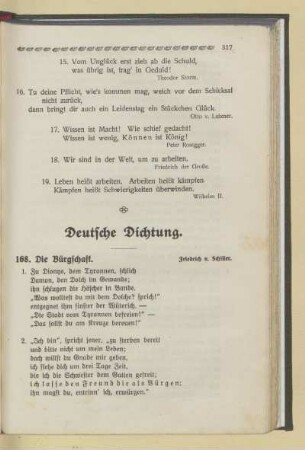 317
15. Vom Unglück erst zieh ab die Schuld,
was übrig ist, trag' in Geduld!
Theodor Storm.
16. Tu deine Pflicht, wie's kommen mag, weich vor dem Schicksal
nicht zurück,
dann bringt dir auch ein Leidenstag ein Stückchen Glück.
Otto v. Leixner.
17. Wissen ist Macht! Wie schief gedacht!
Wissen ist wenig, Können ist König!
Peter Rosegger.
18. Wir sind in der Welt, um zu arbeiten.
Friedrich der Große.
19. Leben heißt arbeiten. Arbeiten heißt kämpfen
Kämpfen heißt Schwierigkeiten überwinden.
Wilhelm II.
Deutsche Dichtung.
168. Die Bürgschaft. Friedrich v. Schiller.
1. Zu Dionys, dem Tyrannen, schlich
Damon, den Dolch im Gewande;
ihn schlugen die Häscher in Bande.
„Was wolltest du mit dem Dolche? sprich!"
entgegnet ihm finster der Wüterich. —
„Die Stadt vom Tyrannen befreien!" —
„Das sollst du am Kreuze bereuen!"
2. „Ich bin", spricht jener, „zu sterben bereit
und bitte nicht um mein Leben;
doch willst du Gnade mir geben,
ich flehe dich um drei Tage Zeit,
bis ich die Schwester dem Gatten gefreit;
ich lasse den Freund dir als Bürgen;
ihn magst du, entrinn' ich, erwürgen."